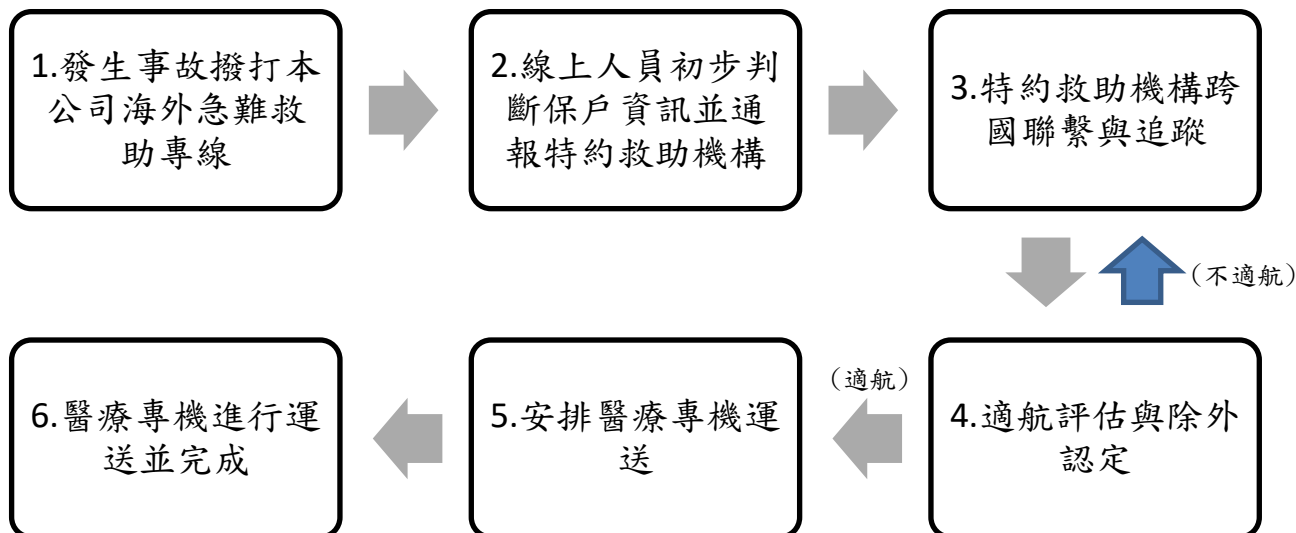 1.發生事故撥打本
公司海外急難救
助專線
2.線上人員初步判
斷保戶資訊並通
報特約救助機構
3.特約救助機構跨
國聯繫與追蹤
（不適航）
4.適航評估與除外
認定
（適航）
5.安排醫療專機運
送
6.醫療專機進行運
送並完成